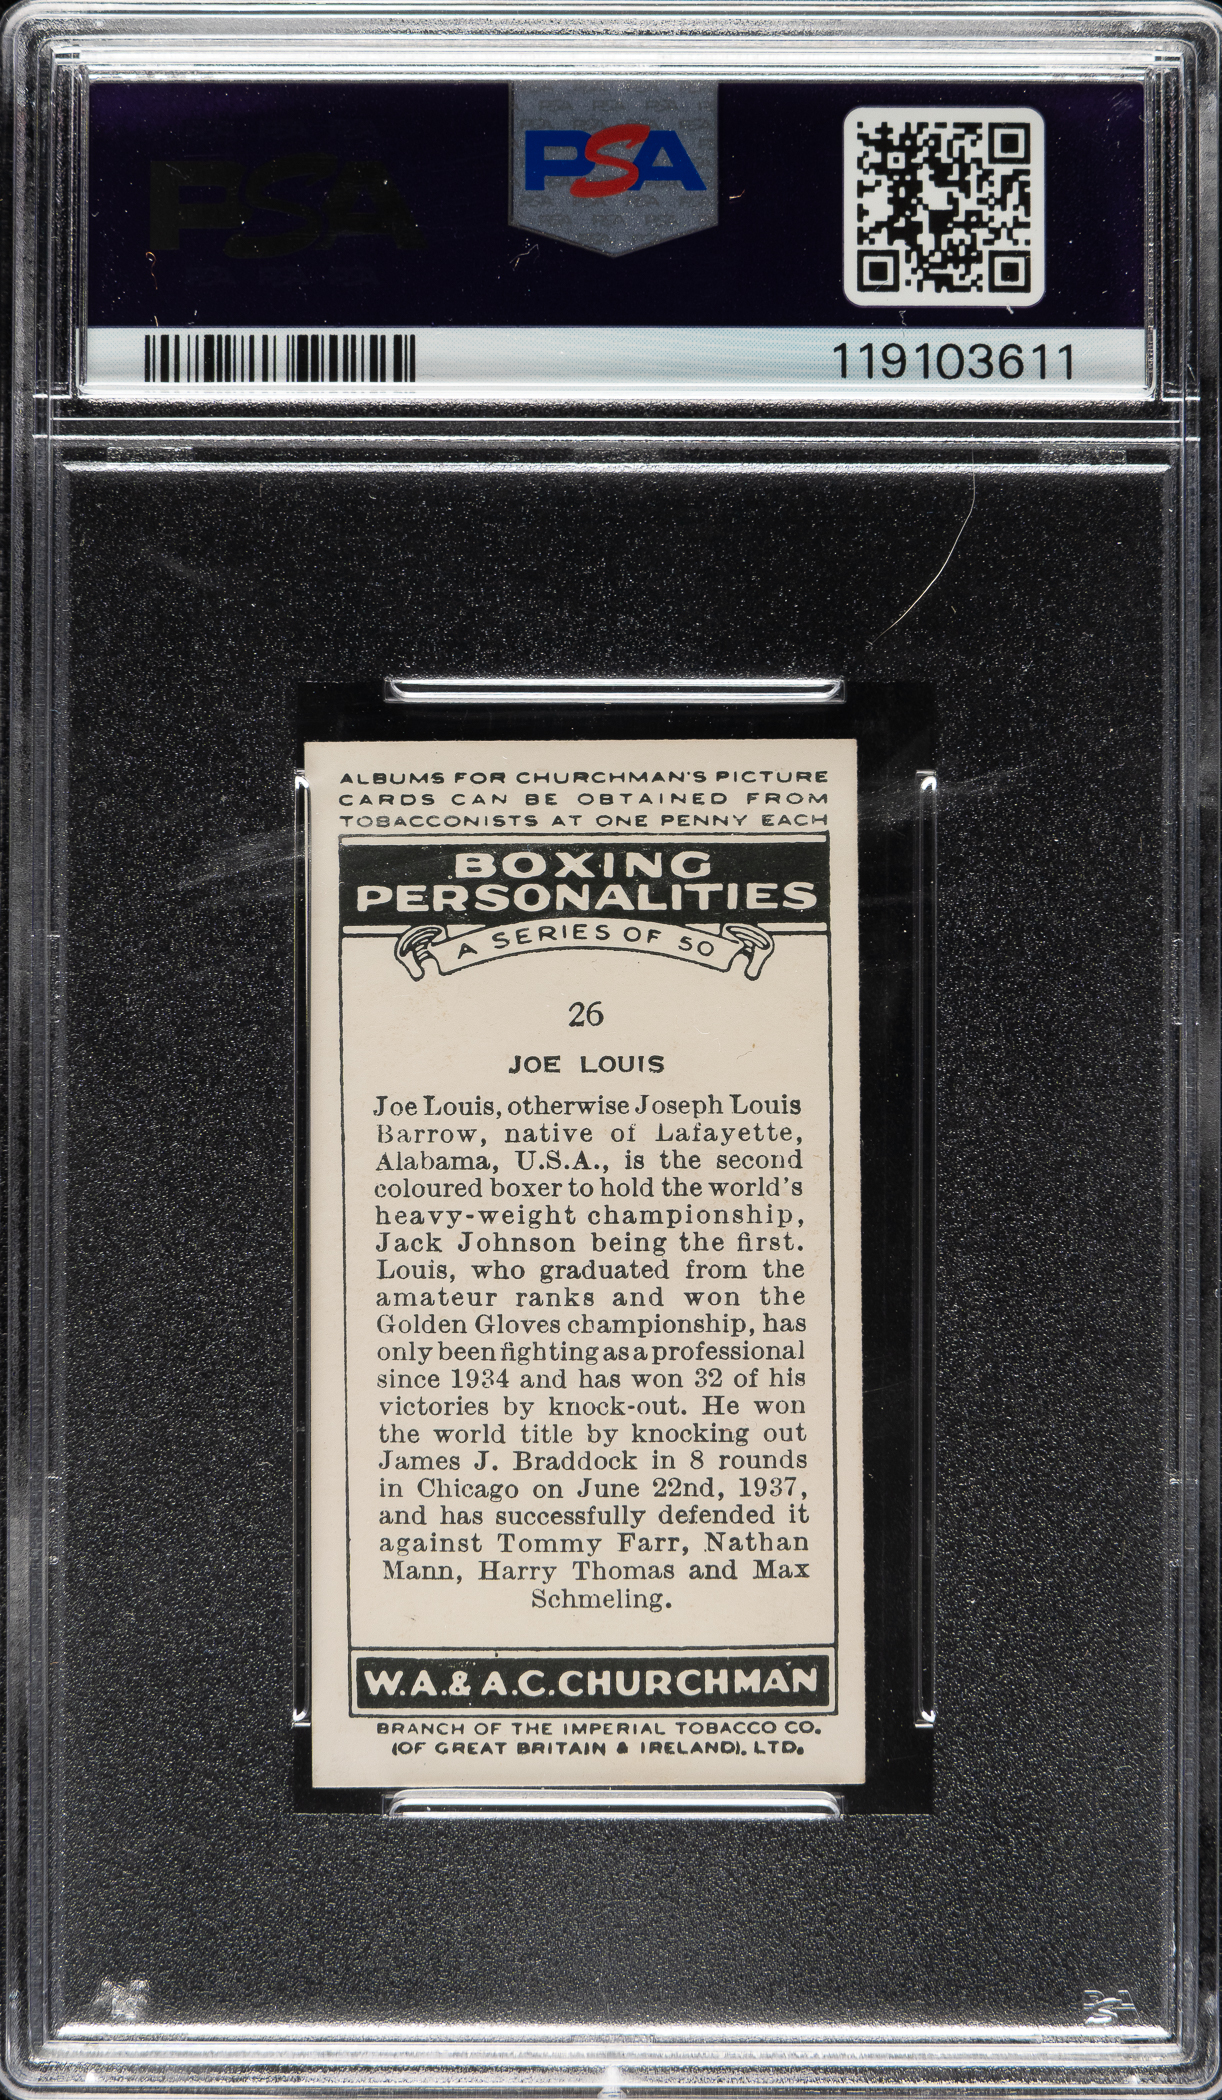 PSA
PSA
119103611
ALBUMS FOR CHURCHMAN'S PICTURE
CARDS CAN BE OBTAINED FROM
TOBACCONISTS AT ONE PENNY EACH
BOXING
PERSONALITIES
A SERIES OF 50
26
JOE LOUIS
Joe Louis, otherwise Joseph Louis
Barrow, native of Lafayette,
Alabama, U.S.A., is the second
coloured boxer to hold the world's
heavy-weight championship,
Jack Johnson being the first.
Louis, who graduated from the
amateur ranks and won the
Golden Gloves championship, has
only been fighting as a professional
since 1934 and has won 32 of his
victories by knock-out. He won
the world title by knocking out
James J. Braddock in 8 rounds
in Chicago on June 22nd, 1937,
and has successfully defended it
against Tommy Farr, Nathan
Mann, Harry Thomas and Max
Schmeling.
W.A. & A.C. CHURCHMAN
BRANCH OF THE IMPERIAL TOBACCO CO.
(OF GREAT BRITAIN & IRELAND), LTD.
PSA